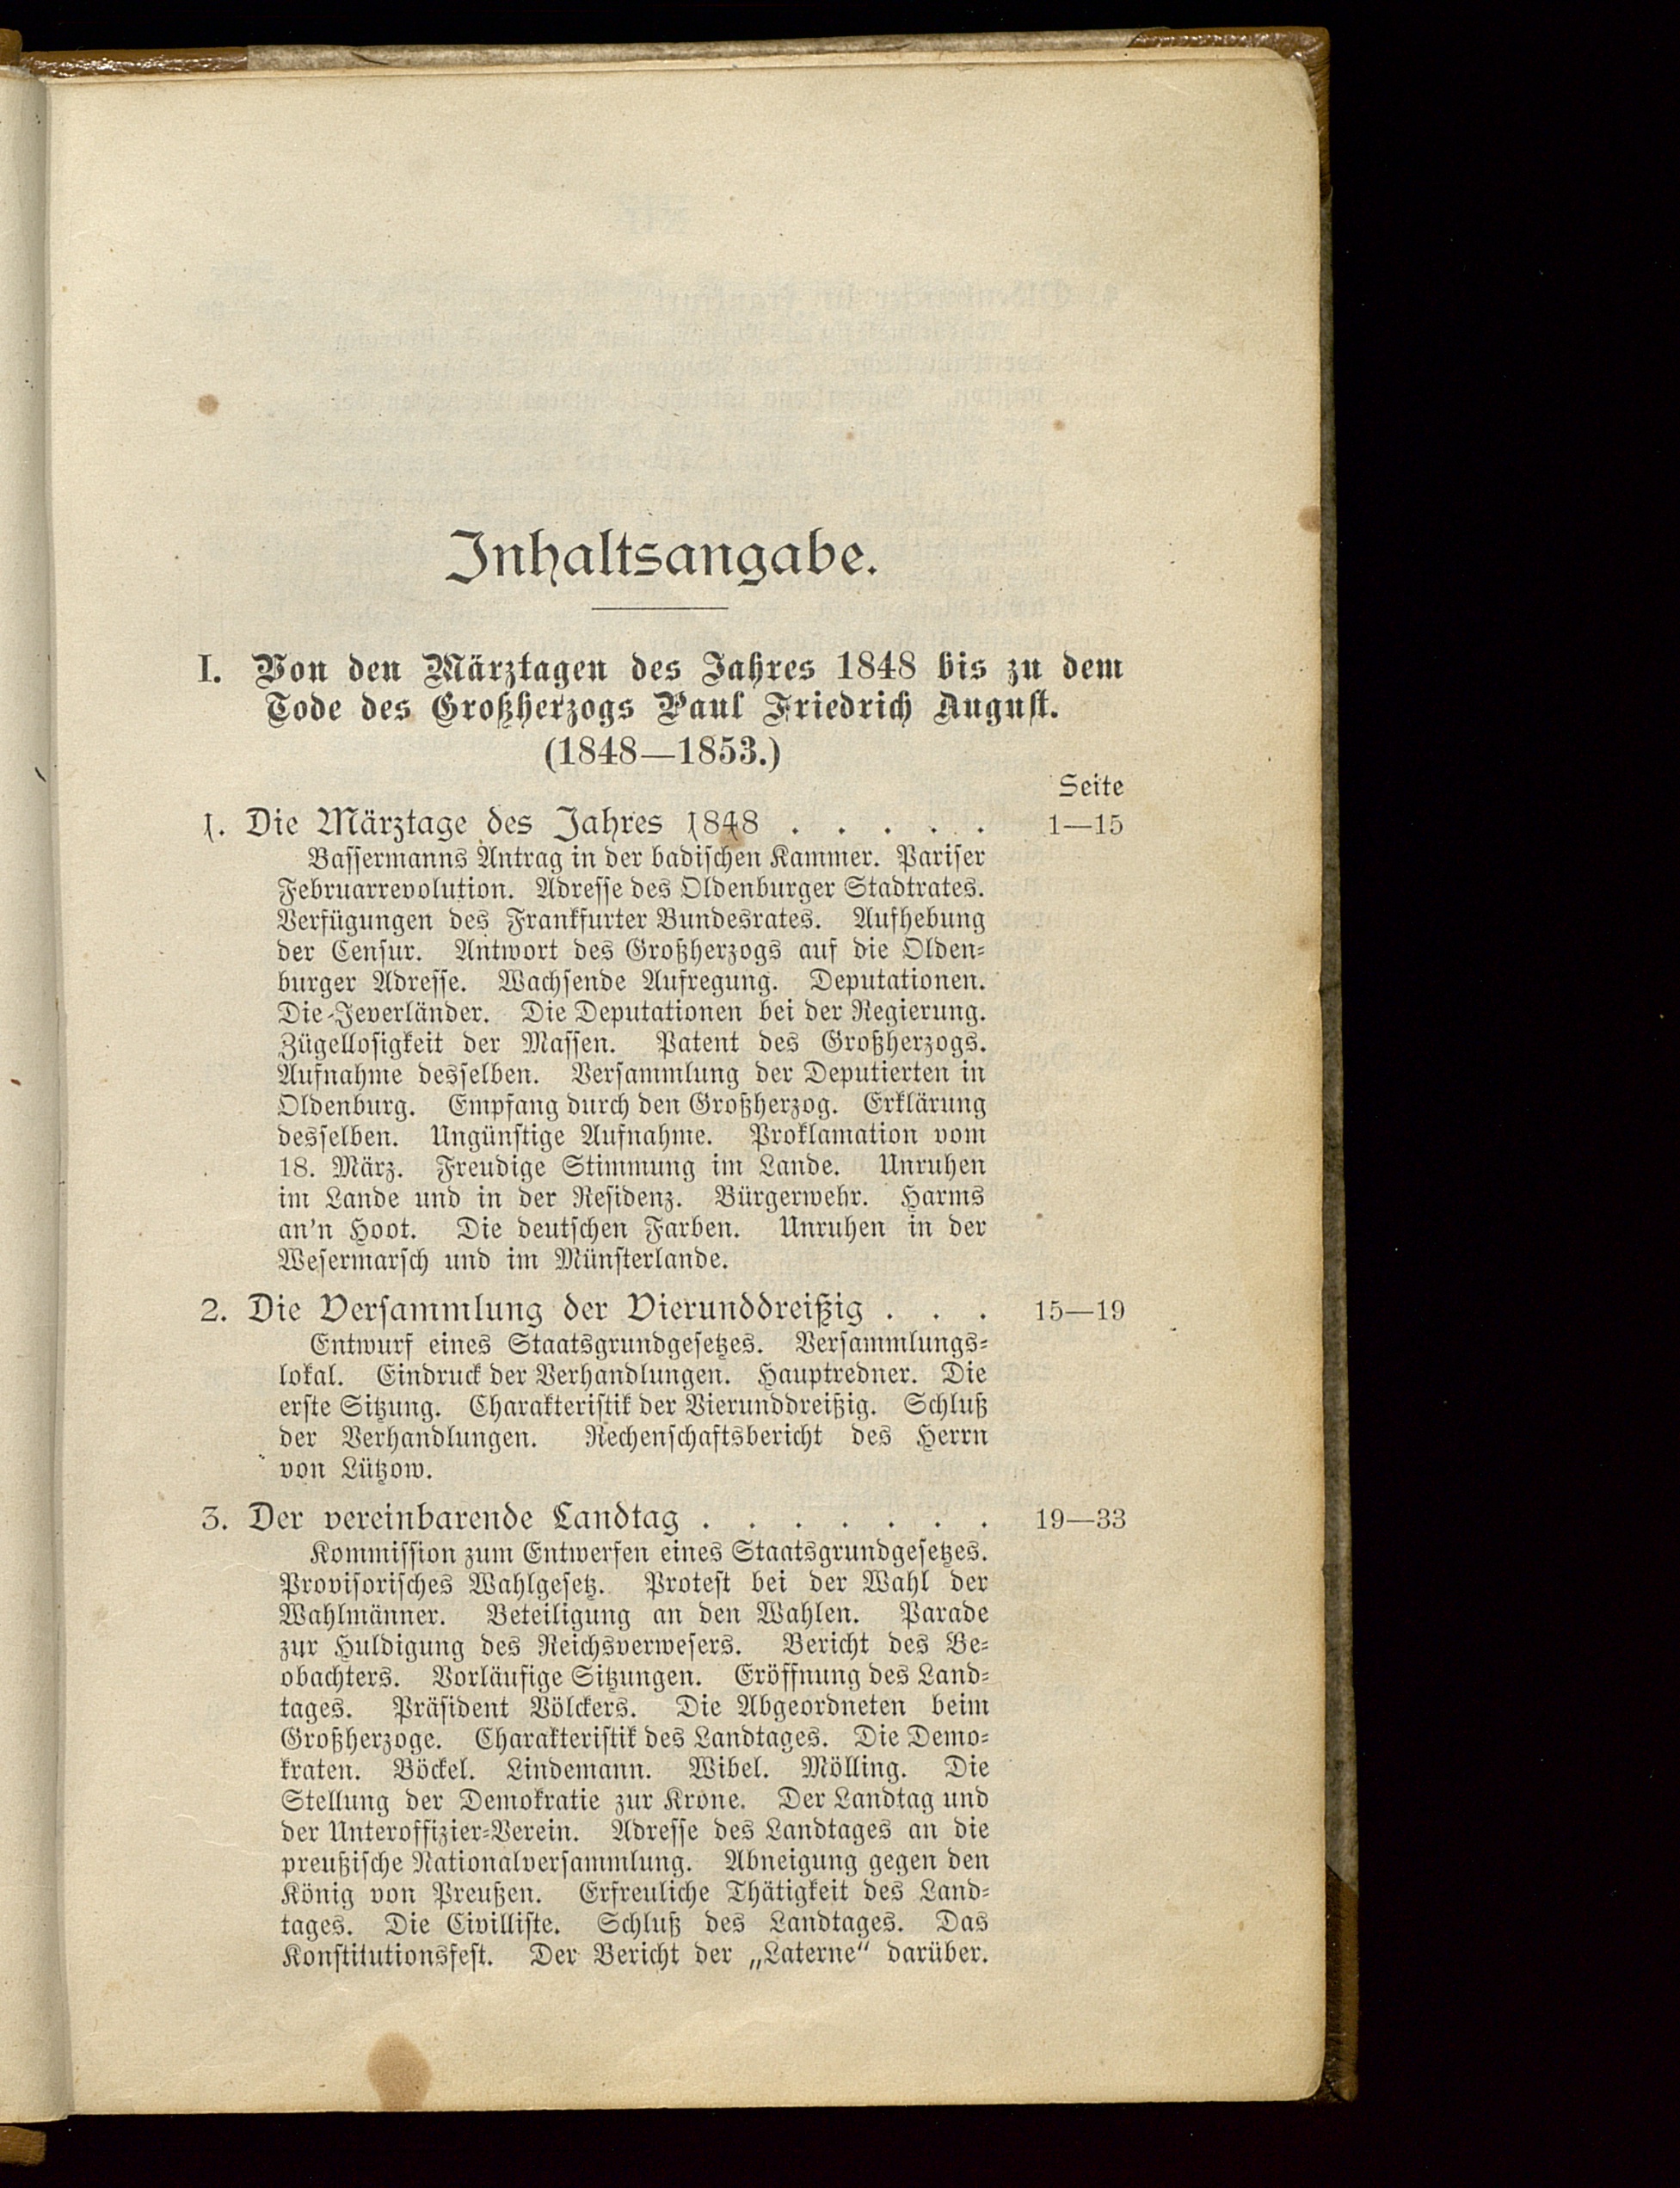 Inhaltsangabe.
I. Von den Märztagen des Jahres 1848 bis zu dem
Tode des Großherzogs Paul Friedrich August.
(1848—1853.)
Seite
1. Die Märztage des Jahres 1848 . . . . . 1—15
Bassermanns Antrag in der badischen Kammer. Pariser
Februarrevolution. Adresse des Oldenburger Stadtrates.
Verfügungen des Frankfurter Bundesrates. Aufhebung
der Censur. Antwort des Großherzogs auf die Olden-
burger Adresse. Wachsende Aufregung. Deputationen.
Die Jeverländer. Die Deputationen bei der Regierung.
Zügellosigkeit der Massen. Patent des Großherzogs.
Aufnahme desselben. Versammlung der Deputierten in
Oldenburg. Empfang durch den Großherzog. Erklärung
desselben. Ungünstige Aufnahme. Proklamation vom
18. März. Freudige Stimmung im Lande. Unruhen
im Lande und in der Residenz. Bürgerwehr. Harms
an'n Hoot. Die deutschen Farben. Unruhen in der
Wesermarsch und im Münsterlande.
2. Die Versammlung der Vierunddreißig . . . 15—19
Entwurf eines Staatsgrundgesetzes. Versammlungs-
lokal. Eindruck der Verhandlungen. Hauptredner. Die
erste Sitzung. Charakteristik der Vierunddreißig. Schluß
der Verhandlungen. Rechenschaftsbericht des Herrn
von Lützow.
3. Der vereinbarende Landtag . . . . . . . 19—33
Kommission zum Entwerfen eines Staatsgrundgesetzes.
Provisorisches Wahlgesetz. Protest bei der Wahl der
Wahlmänner. Beteiligung an den Wahlen. Parade
zur Huldigung des Reichsverwesers. Bericht des Be-
obachters. Vorläufige Sitzungen. Eröffnung des Land-
tages. Präsident Völckers. Die Abgeordneten beim
Großherzoge. Charakteristik des Landtages. Die Demo-
kraten. Böckel. Lindemann. Wibel. Mölling. Die
Stellung der Demokratie zur Krone. Der Landtag und
der Unteroffizier-Verein. Adresse des Landtages an die
preußische Nationalversammlung. Abneigung gegen den
König von Preußen. Erfreuliche Thätigkeit des Land-
tages. Die Civilliste. Schluß des Landtages. Das
Konstitutionsfest. Der Bericht der „Laterne“ darüber.